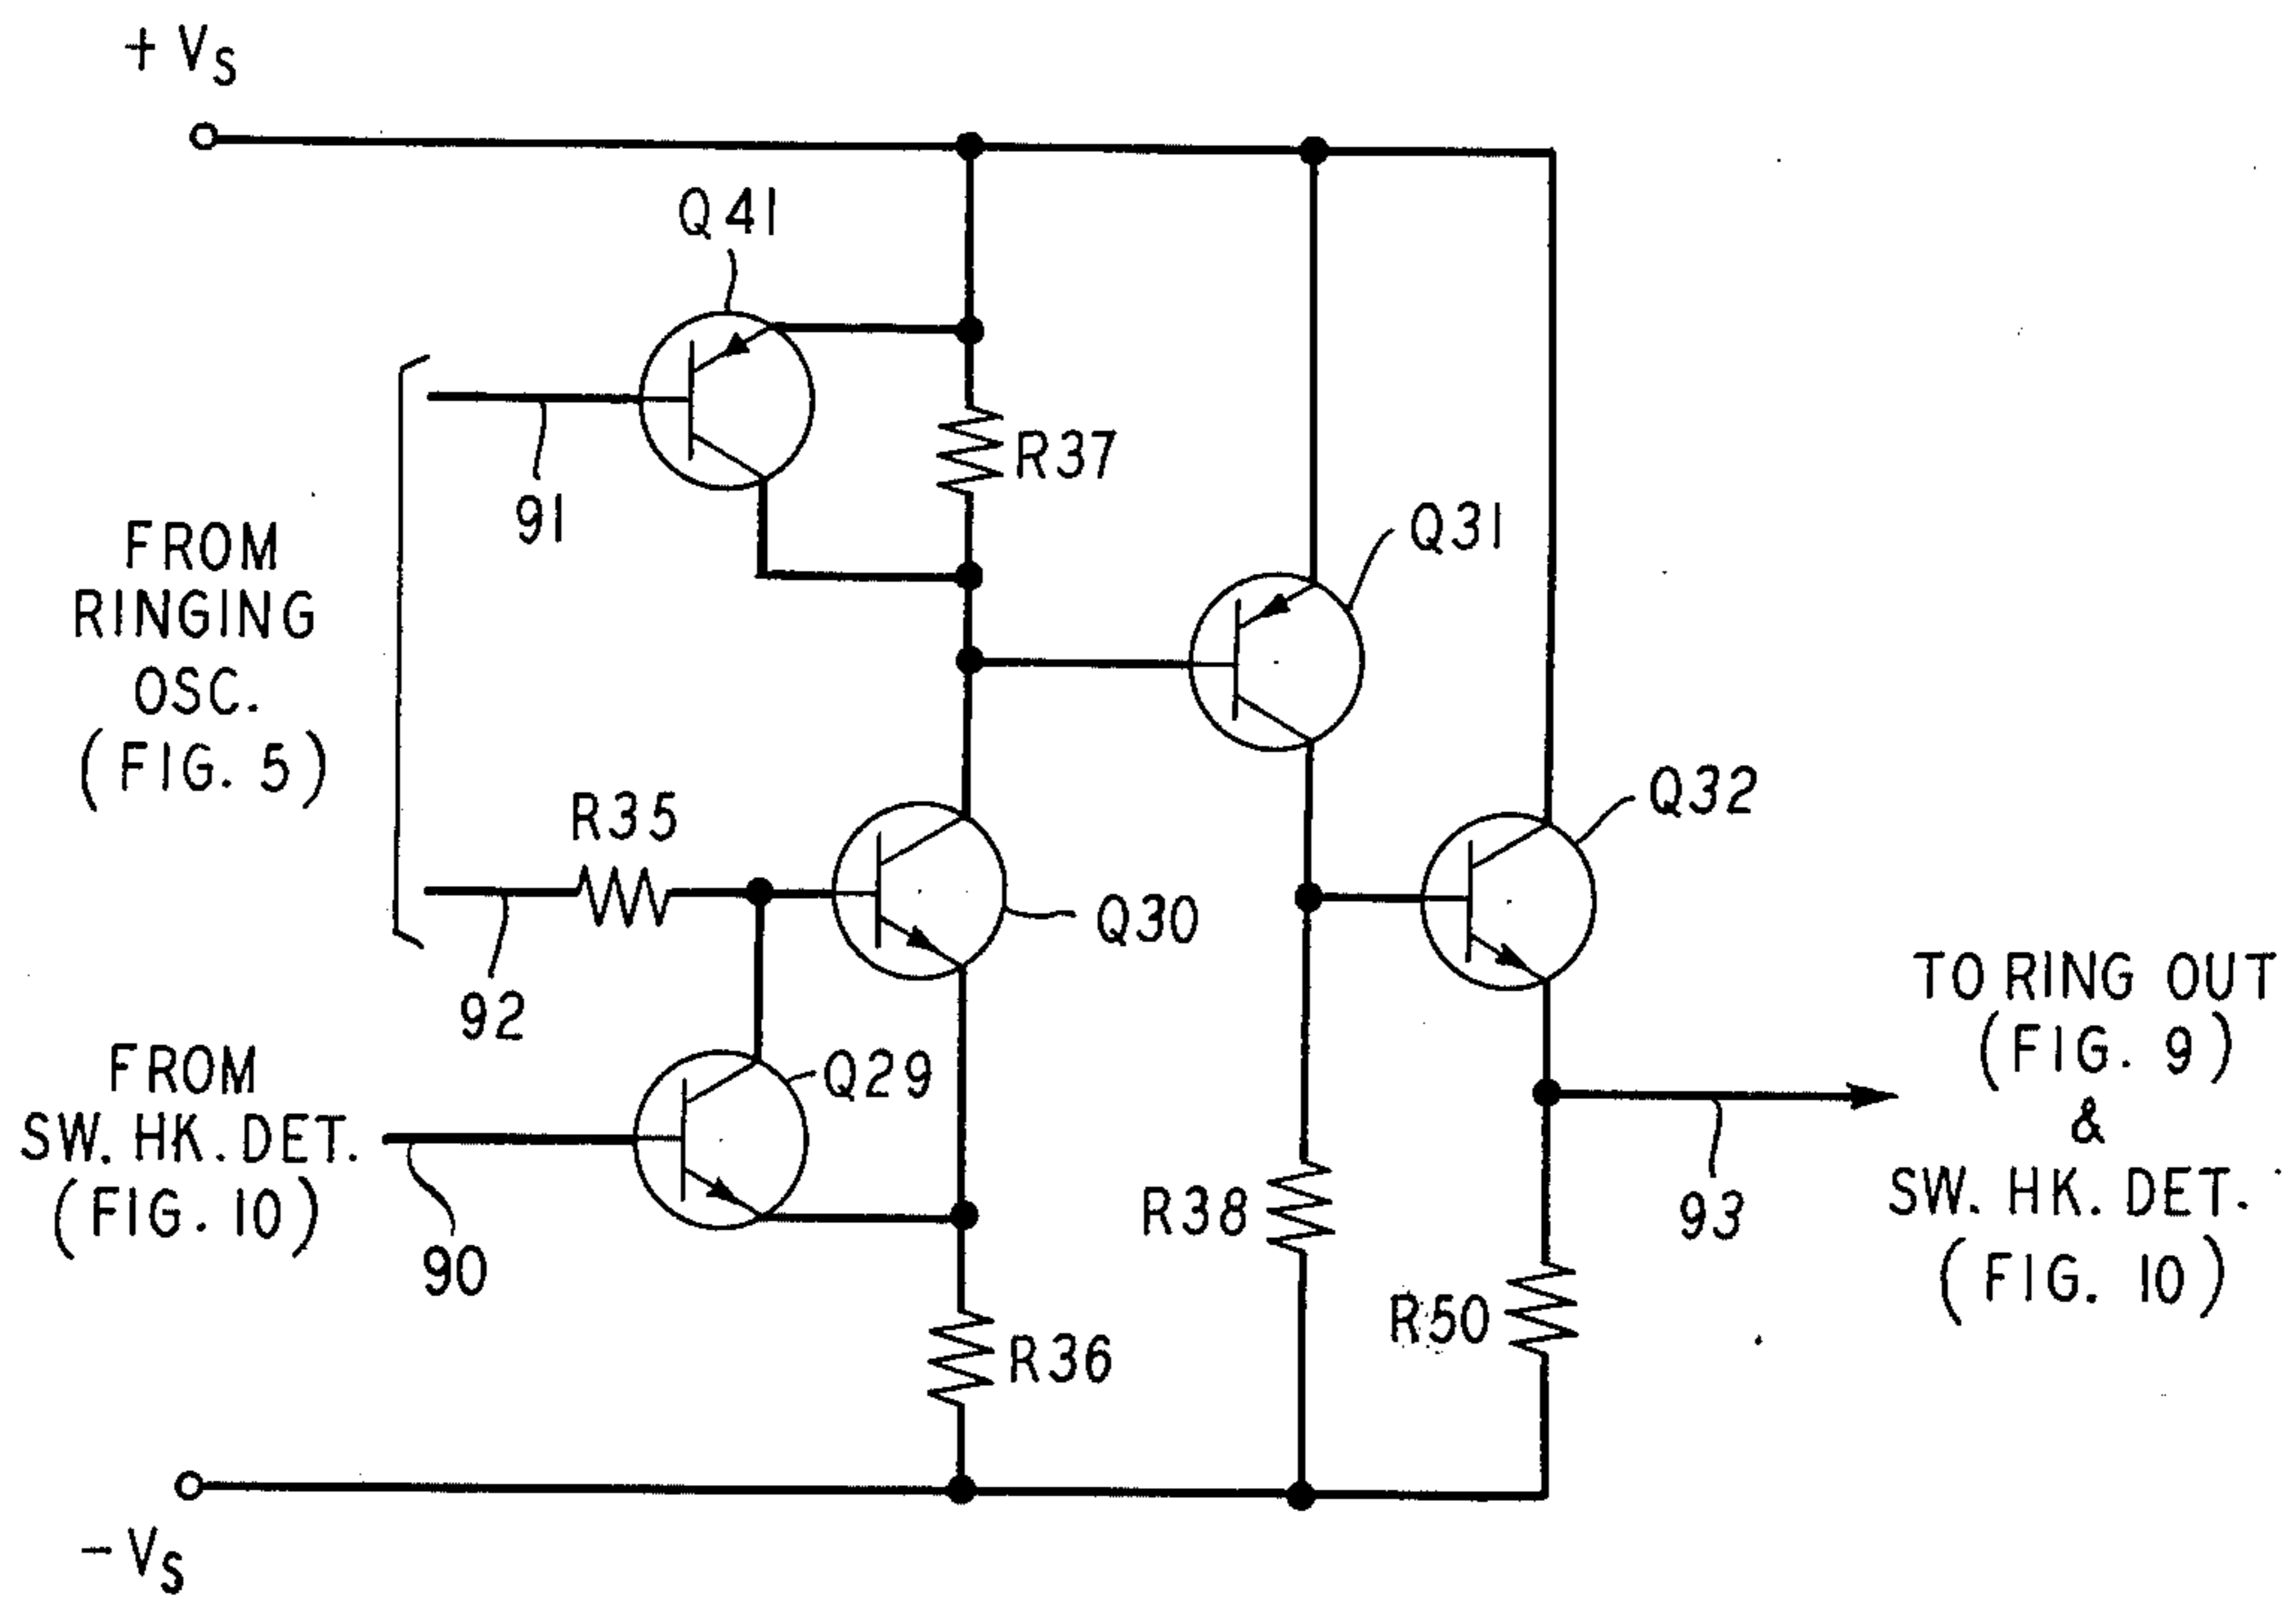 + VS
Q41
R37
91
Q31
FROM
RINGING
OSC.
(FIG. 5)
R35
Q32
Q30
92
TO RING OUT
(FIG. 9)
&
SW. HK. DET.
(FIG. 10)
FROM
SW. HK. DET.
(FIG. 10)
Q29
90
R38
93
R50
R36
- VS